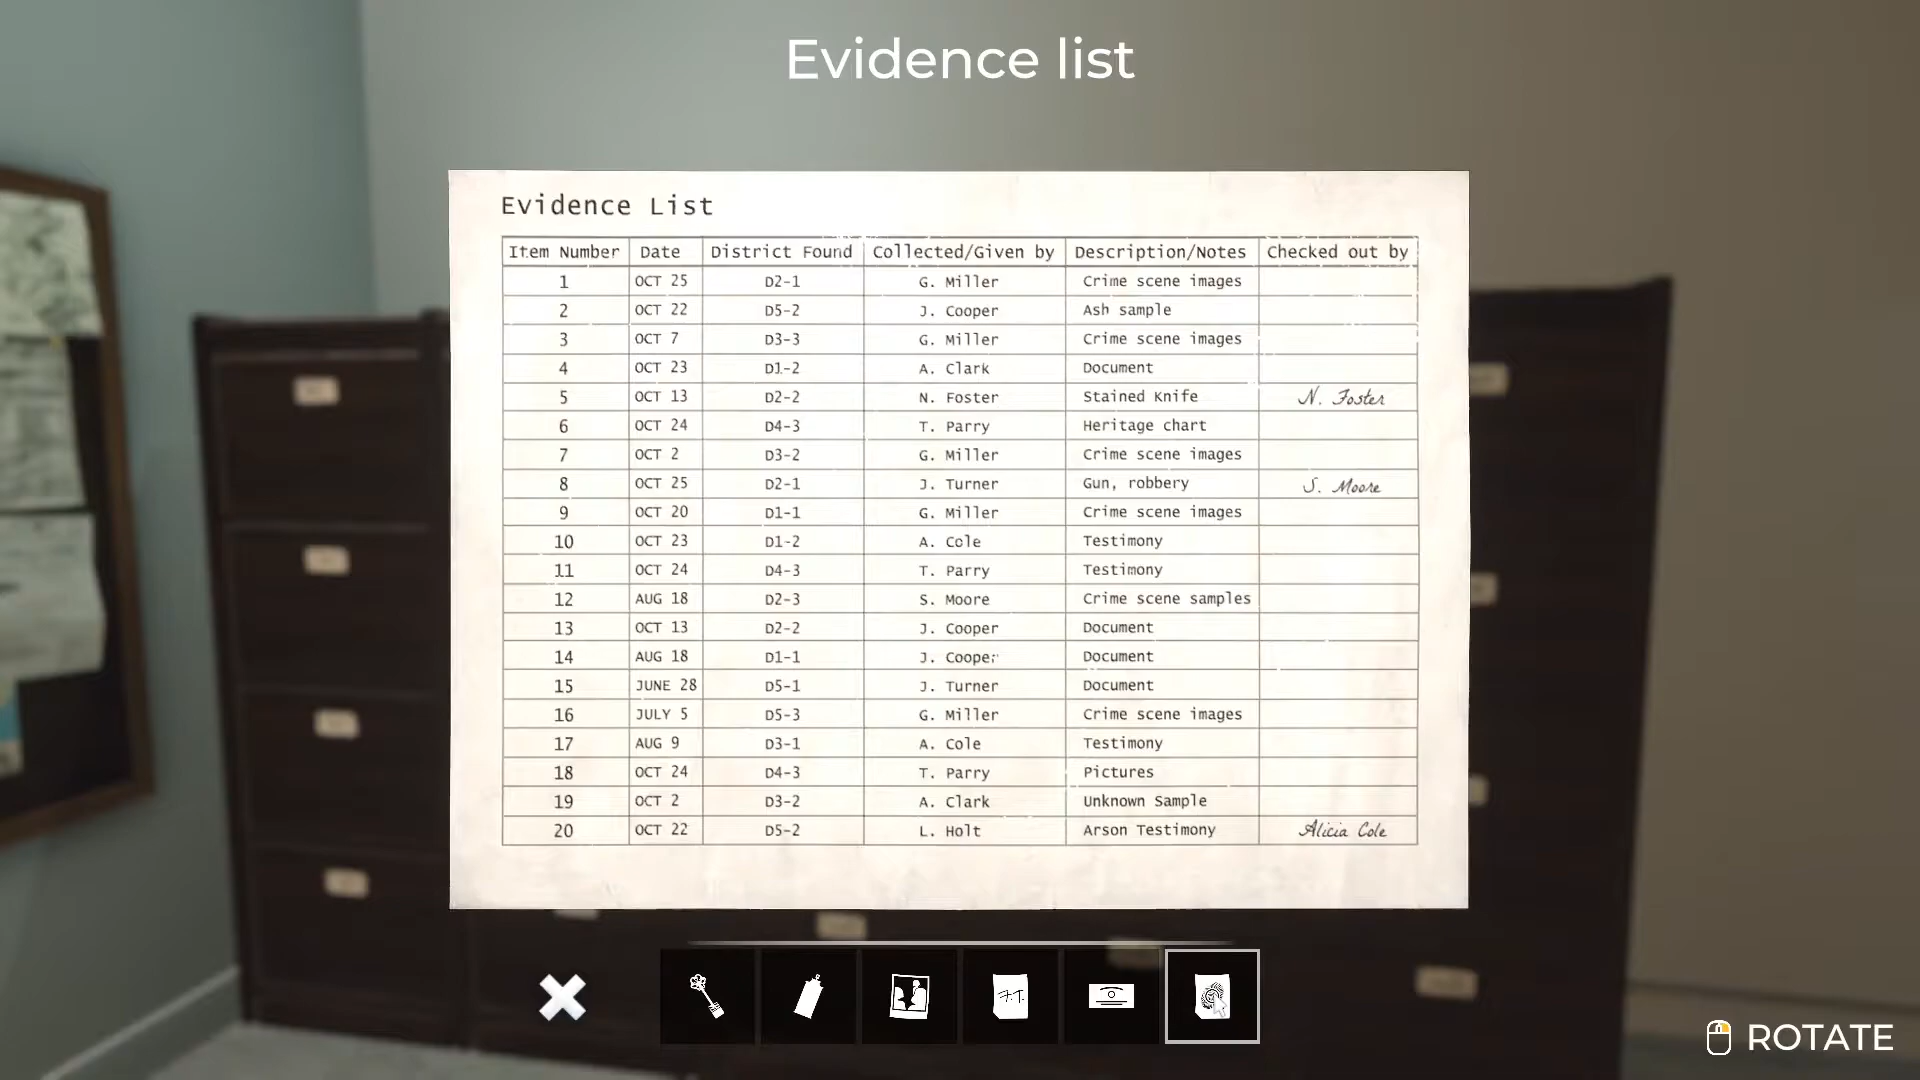 Evidence list
Evidence List
Item Number Date District Found Collected/Given by Description/Notes Checked out by
1 OCT 25 D2-1 G. Miller Crime scene images
2 OCT 22 D5-2 J. Cooper Ash sample
3 OCT 7 D3-3 G. Miller Crime scene images
4 OCT 23 D1-2 A. Clark Document
5 OCT 13 D2-2 N. Foster Stained Knife N. Foster
6 OCT 24 D4-3 T. Parry Heritage chart
7 OCT 2 D3-2 G. Miller Crime scene images
8 OCT 25 D2-1 J. Turner Gun, robbery S. Moore
9 OCT 20 D1-1 G. Miller Crime scene images
10 OCT 23 D1-2 A. Cole Testimony
11 OCT 24 D4-3 T. Parry Testimony
12 AUG 18 D2-3 S. Moore Crime scene samples
13 OCT 13 D2-2 J. Cooper Document
14 AUG 18 D1-1 J. Cooper Document
15 JUNE 28 D5-1 J. Turner Document
16 JULY 5 D5-3 G. Miller Crime scene images
17 AUG 9 D3-1 A. Cole Testimony
18 OCT 24 D4-3 T. Parry Pictures
19 OCT 2 D3-2 A. Clark Unknown Sample
20 OCT 22 D5-2 L. Holt Arson Testimony Alicia Cole
F.T.
ROTATE